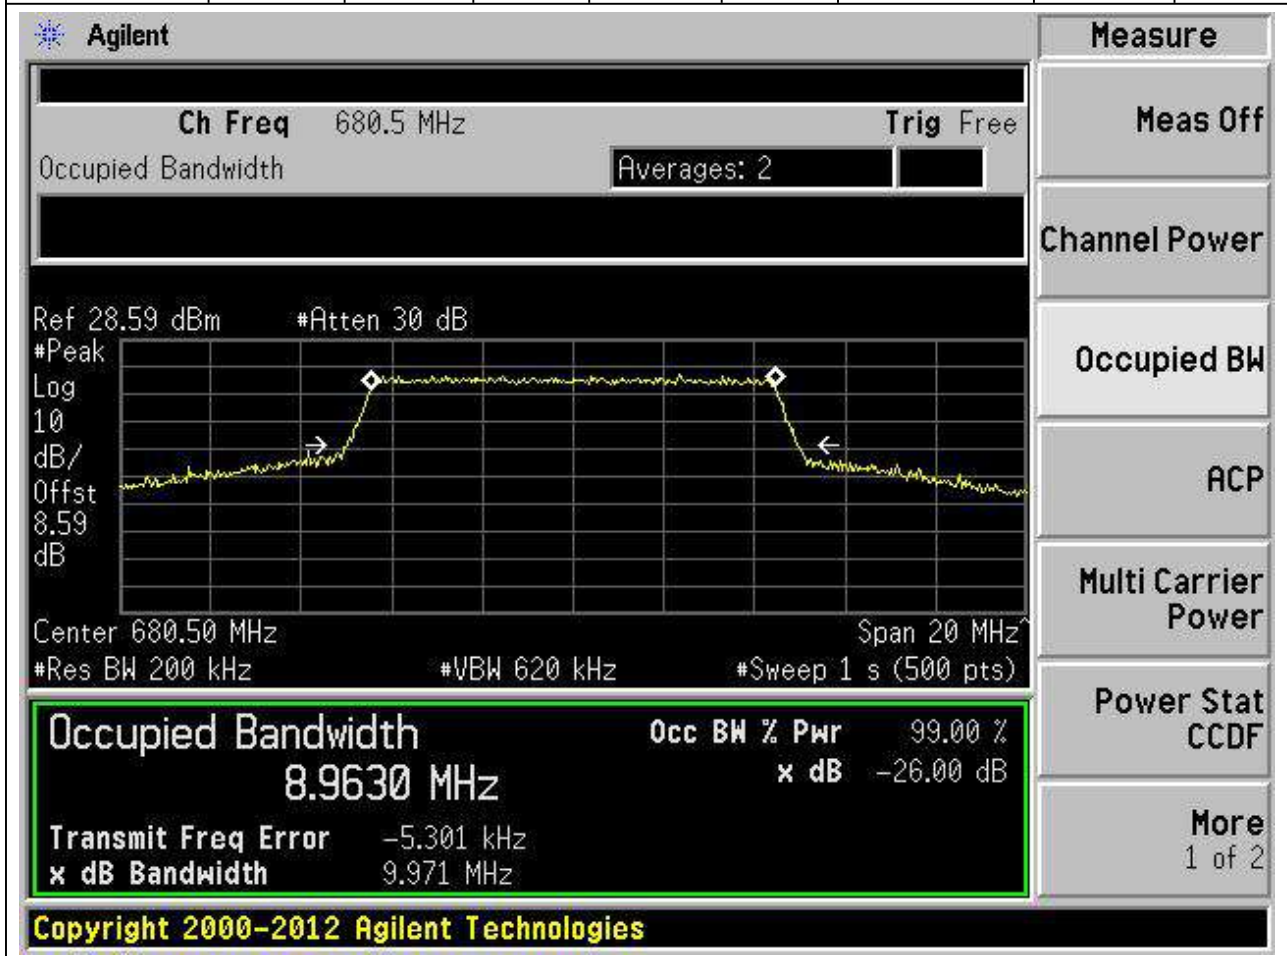 Agilent
Measure
Ch Freq 680.5 MHz Trig Free
Occupied Bandwidth Averages: 2
Ref 28.59 dBm #Atten 30 dB
#Peak
Log
10
dB/
Offst
8.59
dB
Center 680.50 MHz Span 20 MHz^
#Res BW 200 kHz #VBW 620 kHz #Sweep 1 s (500 pts)
Occupied Bandwidth
8.9630 MHz
Occ BW % Pwr 99.00 %
x dB -26.00 dB
Transmit Freq Error -5.301 kHz
x dB Bandwidth 9.971 MHz
Copyright 2000-2012 Agilent Technologies
Meas Off
Channel Power
Occupied BW
ACP
Multi Carrier
Power
Power Stat
CCDF
More
1 of 2